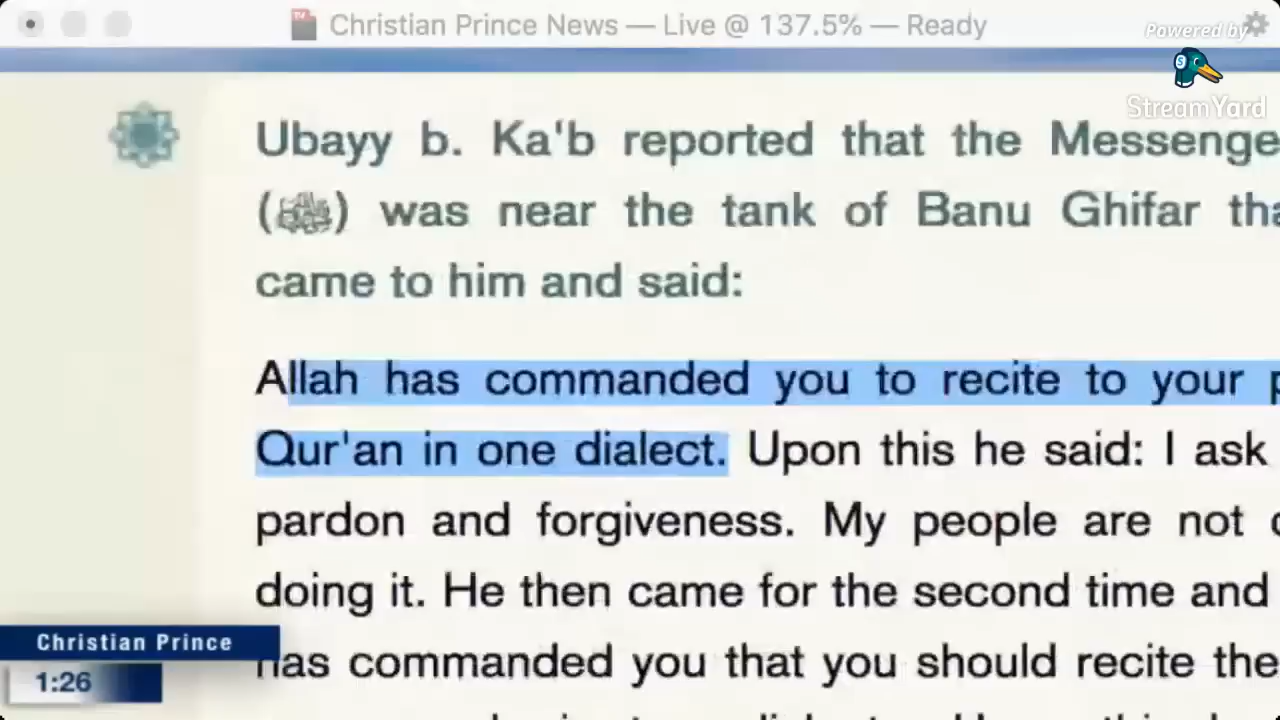 Christian Prince News — Live @ 137.5% — Ready
Powered by
StreamYard
Ubayy b. Ka'b reported that the Messenge
(ﷺ) was near the tank of Banu Ghifar tha
came to him and said:
Allah has commanded you to recite to your p
Qur'an in one dialect. Upon this he said: I ask
pardon and forgiveness. My people are not c
doing it. He then came for the second time and
has commanded you that you should recite the
Christian Prince
1:26